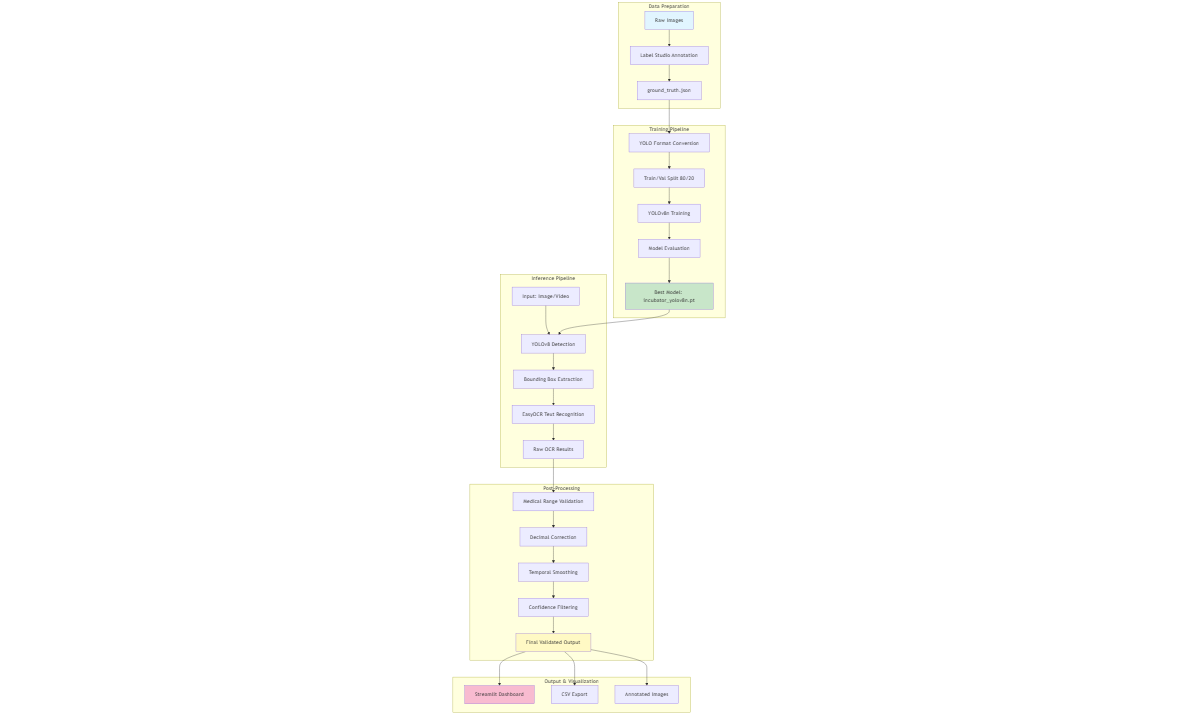 Data Preparation
Raw Images
Label Studio Annotation
ground_truth.json
Training Pipeline
YOLO Format Conversion
Train/Val Split 80/20
YOLOv8n Training
Model Evaluation
Best Model:
incubator_yolov8n.pt
Inference Pipeline
Input: Image/Video
YOLOv8 Detection
Bounding Box Extraction
EasyOCR Text Recognition
Raw OCR Results
Post-Processing
Medical Range Validation
Decimal Correction
Temporal Smoothing
Confidence Filtering
Final Validated Output
Output & Visualization
Streamlit Dashboard
CSV Export
Annotated Images